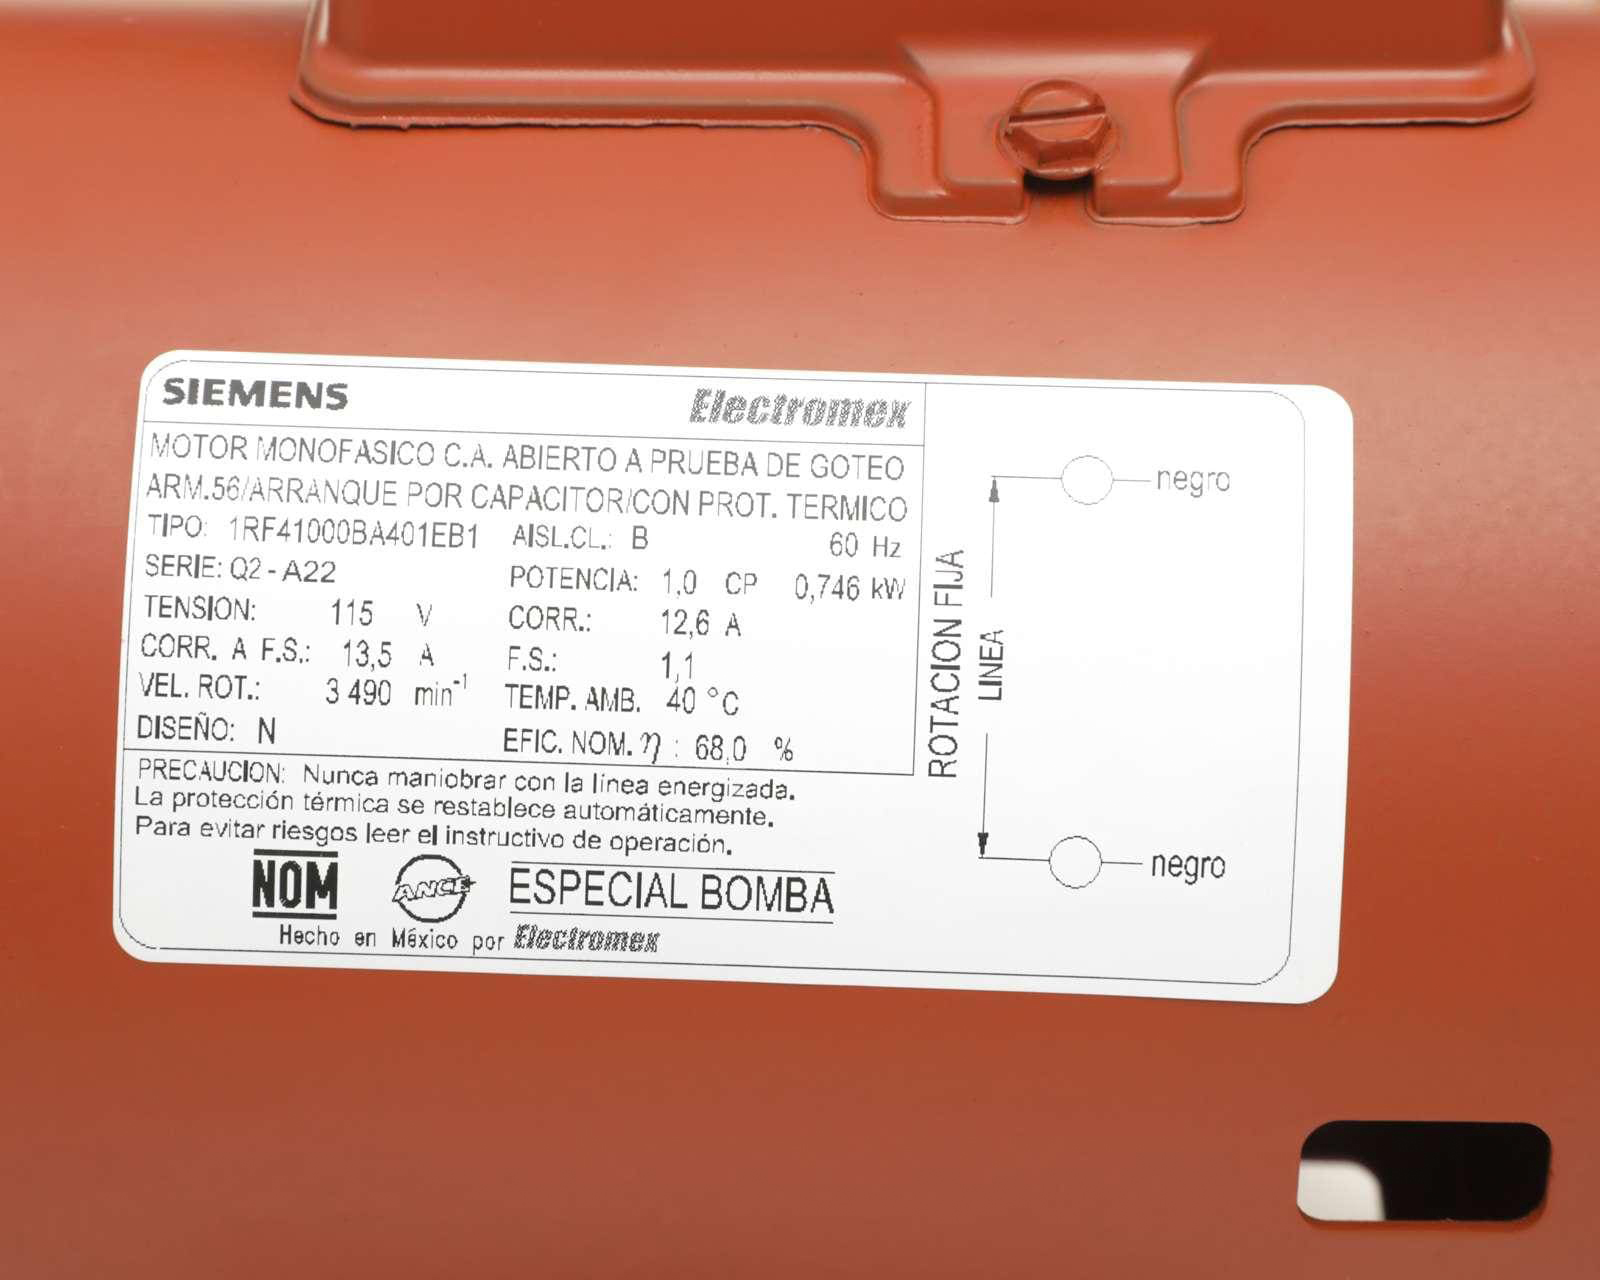 SIEMENS Electromex
MOTOR MONOFASICO C.A. ABIERTO A PRUEBA DE GOTEO
ARM.56/ARRANQUE POR CAPACITOR/CON PROT. TERMICO
TIPO: 1RF41000BA401EB1 AISL.CL.: B 60 Hz
SERIE: Q2 - A22 POTENCIA: 1,0 CP 0,746 kW
TENSION: 115 V CORR.: 12,6 A
CORR. A F.S.: 13,5 A F.S.: 1,1
VEL. ROT.: 3 490 min⁻¹ TEMP. AMB. 40 °C
DISEÑO: N EFIC. NOM. η : 68,0 %
PRECAUCION: Nunca maniobrar con la línea energizada.
La protección térmica se restablece automáticamente.
Para evitar riesgos leer el instructivo de operación.
NOM ANCE ESPECIAL BOMBA
Hecho en México por Electromex
ROTACION FIJA
LINEA
negro
negro